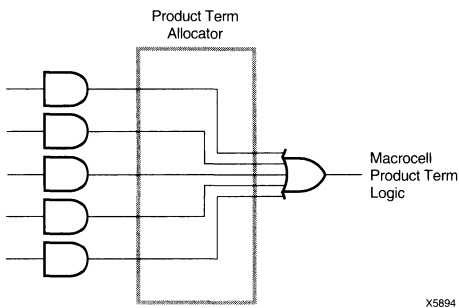 Product Term
Allocator
Macrocell
Product Term
Logic
X5894